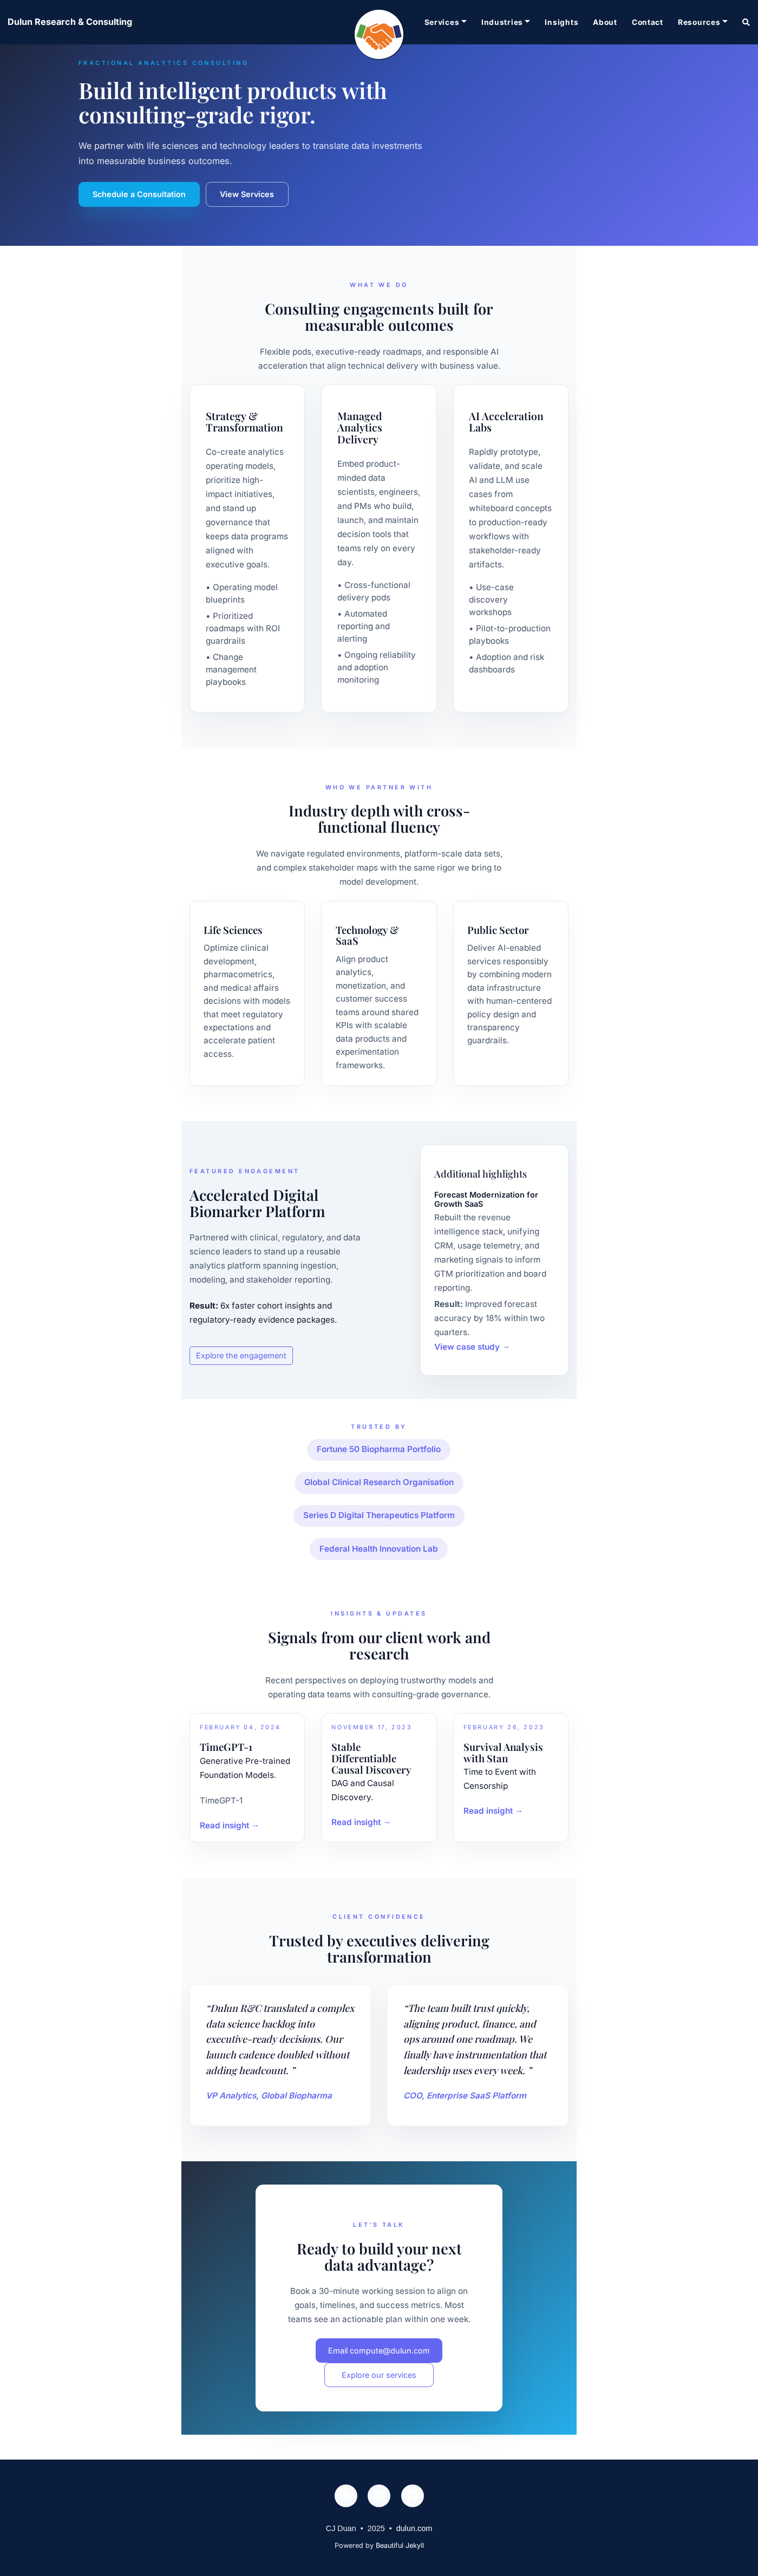 Dulun Research & Consulting
Services
Industries
Insights
About
Contact
Resources
FRACTIONAL ANALYTICS CONSULTING
Build intelligent products with
consulting-grade rigor.
We partner with life sciences and technology leaders to translate data investments
into measurable business outcomes.
Schedule a Consultation
View Services
WHAT WE DO
Consulting engagements built for
measurable outcomes
Flexible pods, executive-ready roadmaps, and responsible AI
acceleration that align technical delivery with business value.
Strategy &
Transformation
Co-create analytics
operating models,
prioritize high-
impact initiatives,
and stand up
governance that
keeps data programs
aligned with
executive goals.
• Operating model
blueprints
• Prioritized
roadmaps with ROI
guardrails
• Change
management
playbooks
Managed
Analytics
Delivery
Embed product-
minded data
scientists, engineers,
and PMs who build,
launch, and maintain
decision tools that
teams rely on every
day.
• Cross-functional
delivery pods
• Automated
reporting and
alerting
• Ongoing reliability
and adoption
monitoring
AI Acceleration
Labs
Rapidly prototype,
validate, and scale
AI and LLM use
cases from
whiteboard concepts
to production-ready
workflows with
stakeholder-ready
artifacts.
• Use-case
discovery
workshops
• Pilot-to-production
playbooks
• Adoption and risk
dashboards
WHO WE PARTNER WITH
Industry depth with cross-
functional fluency
We navigate regulated environments, platform-scale data sets,
and complex stakeholder maps with the same rigor we bring to
model development.
Life Sciences
Optimize clinical
development,
pharmacometrics,
and medical affairs
decisions with models
that meet regulatory
expectations and
accelerate patient
access.
Technology &
SaaS
Align product
analytics,
monetization, and
customer success
teams around shared
KPIs with scalable
data products and
experimentation
frameworks.
Public Sector
Deliver AI-enabled
services responsibly
by combining modern
data infrastructure
with human-centered
policy design and
transparency
guardrails.
FEATURED ENGAGEMENT
Accelerated Digital
Biomarker Platform
Partnered with clinical, regulatory, and data
science leaders to stand up a reusable
analytics platform spanning ingestion,
modeling, and stakeholder reporting.
Result: 6x faster cohort insights and
regulatory-ready evidence packages.
Explore the engagement
Additional highlights
Forecast Modernization for
Growth SaaS
Rebuilt the revenue
intelligence stack, unifying
CRM, usage telemetry, and
marketing signals to inform
GTM prioritization and board
reporting.
Result: Improved forecast
accuracy by 18% within two
quarters.
View case study →
TRUSTED BY
Fortune 50 Biopharma Portfolio
Global Clinical Research Organisation
Series D Digital Therapeutics Platform
Federal Health Innovation Lab
INSIGHTS & UPDATES
Signals from our client work and
research
Recent perspectives on deploying trustworthy models and
operating data teams with consulting-grade governance.
FEBRUARY 04, 2024
TimeGPT-1
Generative Pre-trained
Foundation Models.
TimeGPT-1
Read insight →
NOVEMBER 17, 2023
Stable
Differentiable
Causal Discovery
DAG and Causal
Discovery.
Read insight →
FEBRUARY 26, 2023
Survival Analysis
with Stan
Time to Event with
Censorship
Read insight →
CLIENT CONFIDENCE
Trusted by executives delivering
transformation
“Dulun R&C translated a complex
data science backlog into
executive-ready decisions. Our
launch cadence doubled without
adding headcount. ”
VP Analytics, Global Biopharma
“The team built trust quickly,
aligning product, finance, and
ops around one roadmap. We
finally have instrumentation that
leadership uses every week. ”
COO, Enterprise SaaS Platform
LET'S TALK
Ready to build your next
data advantage?
Book a 30-minute working session to align on
goals, timelines, and success metrics. Most
teams see an actionable plan within one week.
Email compute@dulun.com
Explore our services
CJ Duan • 2025 • dulun.com
Powered by Beautiful Jekyll